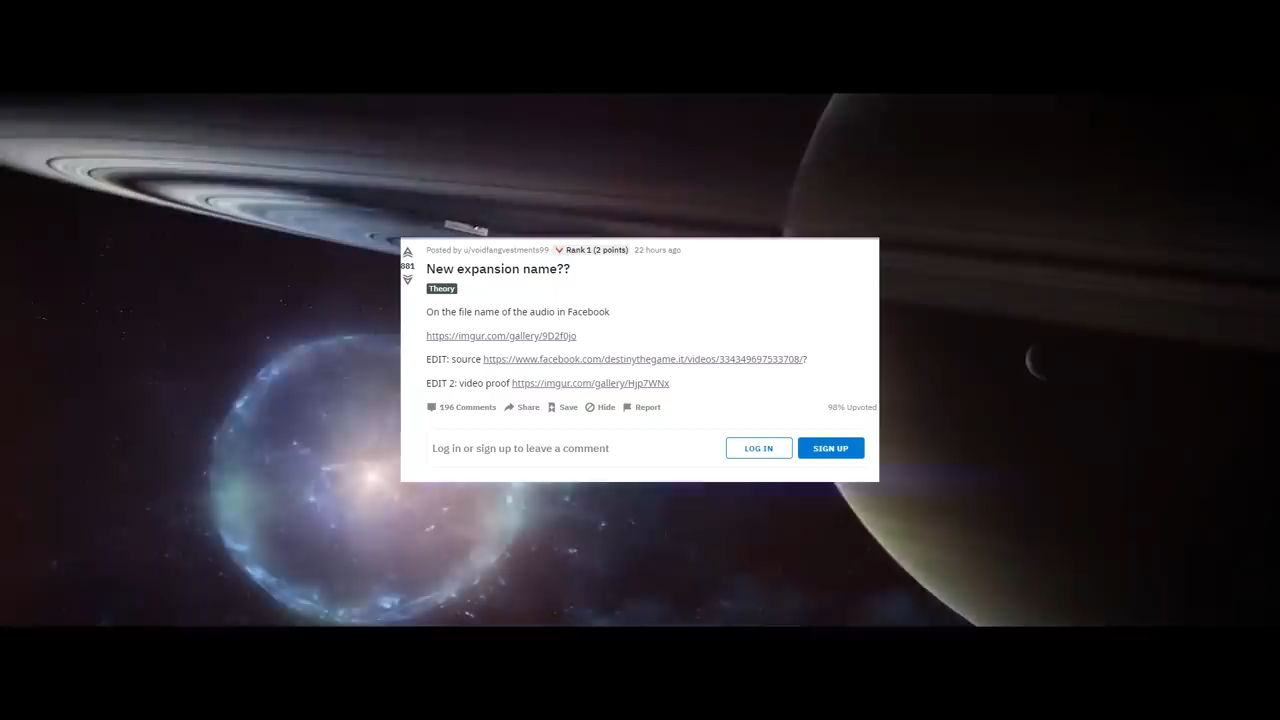 Posted by u/voidfangvestments99 Rank 1 (2 points) 22 hours ago
881
New expansion name??
Theory
On the file name of the audio in Facebook
https://imgur.com/gallery/9D2f0jo
EDIT: source https://www.facebook.com/destinythegame.it/videos/334349697533708/?
EDIT 2: video proof https://imgur.com/gallery/Hjp7WNx
196 Comments Share Save Hide Report 98% Upvoted
Log in or sign up to leave a comment LOG IN SIGN UP